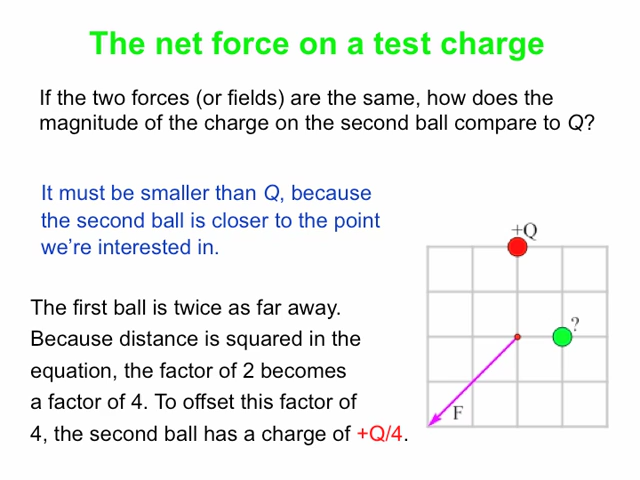 The net force on a test charge
If the two forces (or fields) are the same, how does the
magnitude of the charge on the second ball compare to Q?
It must be smaller than Q, because
the second ball is closer to the point
we’re interested in.
The first ball is twice as far away.
Because distance is squared in the
equation, the factor of 2 becomes
a factor of 4. To offset this factor of
4, the second ball has a charge of +Q/4.
+Q
?
F